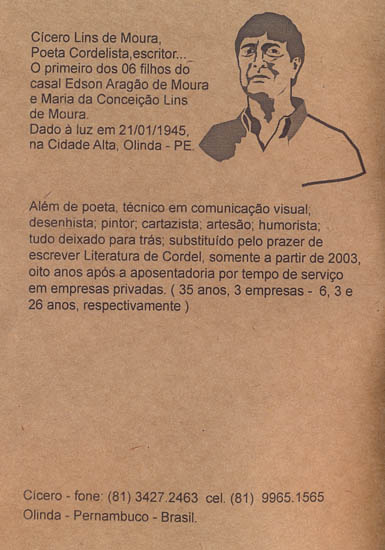 Cícero Lins de Moura,
Poeta Cordelista,escritor...
O primeiro dos 06 filhos do
casal Edson Aragão de Moura
e Maria da Conceição Lins
de Moura.
Dado à luz em 21/01/1945,
na Cidade Alta, Olinda - PE.
Além de poeta, técnico em comunicação visual;
desenhista; pintor; cartazista; artesão; humorista;
tudo deixado para trás; substituído pelo prazer de
escrever Literatura de Cordel, somente a partir de 2003,
oito anos após a aposentadoria por tempo de serviço
em empresas privadas. ( 35 anos, 3 empresas - 6, 3 e
26 anos, respectivamente )
Cícero - fone: (81) 3427.2463 cel. (81) 9965.1565
Olinda - Pernambuco - Brasil.